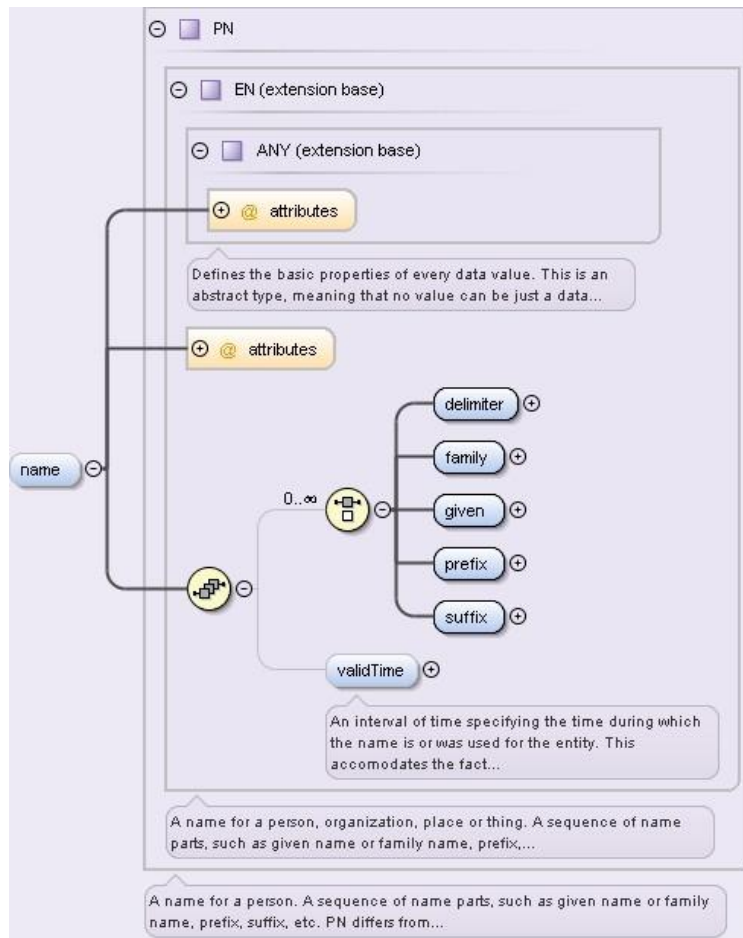 PN
EN (extension base)
ANY (extension base)
@ attributes
Defines the basic properties of every data value. This is an
abstract type, meaning that no value can be just a data...
@ attributes
delimiter
family
name
0..∞
given
prefix
suffix
validTime
An interval of time specifying the time during which
the name is or was used for the entity. This
accomodates the fact...
A name for a person, organization, place or thing. A sequence of name
parts, such as given name or family name, prefix,...
A name for a person. A sequence of name parts, such as given name or family
name, prefix, suffix, etc. PN differs from...